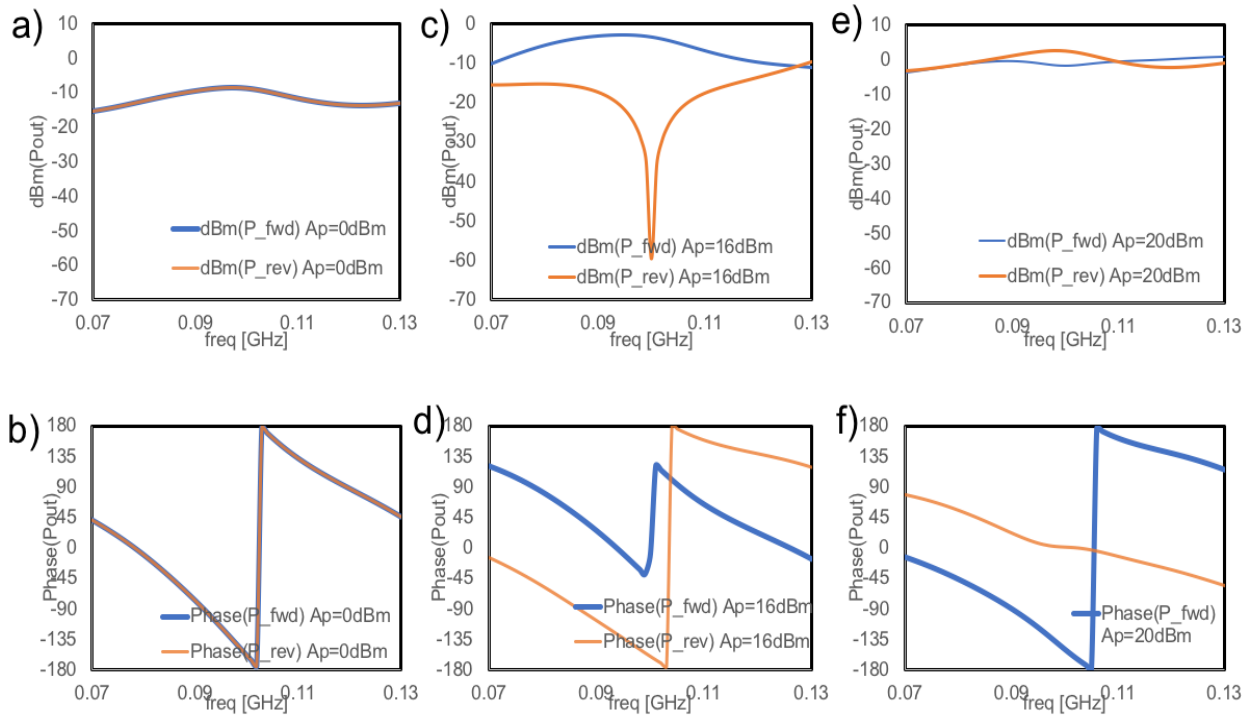 a)
10
0
-10
-20
-30
-40
-50
-60
-70
dBm(Pout)
dBm(P_fwd) Ap=0dBm
dBm(P_rev) Ap=0dBm
0.07
0.09
0.11
0.13
freq [GHz]
c)
0
-10
-20
-30
-40
-50
-60
-70
dBm(Pout)
dBm(P_fwd) Ap=16dBm
dBm(P_rev) Ap=16dBm
0.07
0.09
0.11
0.13
freq [GHz]
e)
10
0
-10
-20
-30
-40
-50
-60
-70
dBm(Pout)
dBm(P_fwd) Ap=20dBm
dBm(P_rev) Ap=20dBm
0.07
0.09
0.11
0.13
freq [GHz]
b)
180
135
90
45
0
-45
-90
-135
-180
Phase(Pout)
Phase(P_fwd) Ap=0dBm
Phase(P_rev) Ap=0dBm
0.07
0.09
0.11
0.13
freq [GHz]
d)
180
135
90
45
0
-45
-90
-135
-180
Phase(Pout)
Phase(P_fwd) Ap=16dBm
Phase(P_rev) Ap=16dBm
0.07
0.09
0.11
0.13
freq [GHz]
f)
180
135
90
45
0
-45
-90
-135
-180
Phase(Pout)
Phase(P_fwd)
Ap=20dBm
0.07
0.09
0.11
0.13
freq [GHz]